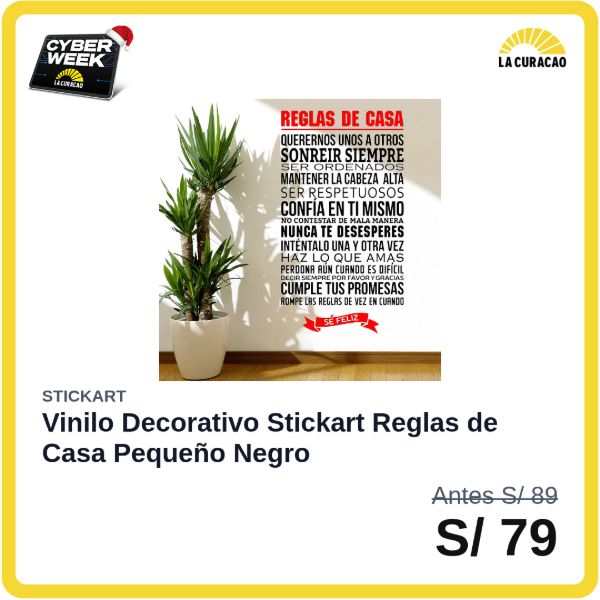 CYBER
WEEK
LA CURACAO
LA CURACAO
REGLAS DE CASA
QUERERNOS UNOS A OTROS
SONREIR SIEMPRE
SER ORDENADOS
MANTENER LA CABEZA ALTA
SER RESPETUOSOS
CONFÍA EN TI MISMO
NO CONTESTAR DE MALA MANERA
NUNCA TE DESESPERES
INTÉNTALO UNA Y OTRA VEZ
HAZ LO QUE AMAS
PERDONA AÚN CUANDO ES DIFÍCIL
DECIR SIEMPRE POR FAVOR Y GRACIAS
CUMPLE TUS PROMESAS
ROMPE LAS REGLAS DE VEZ EN CUANDO
SÉ FELIZ
STICKART
Vinilo Decorativo Stickart Reglas de
Casa Pequeño Negro
Antes S/ 89
S/ 79